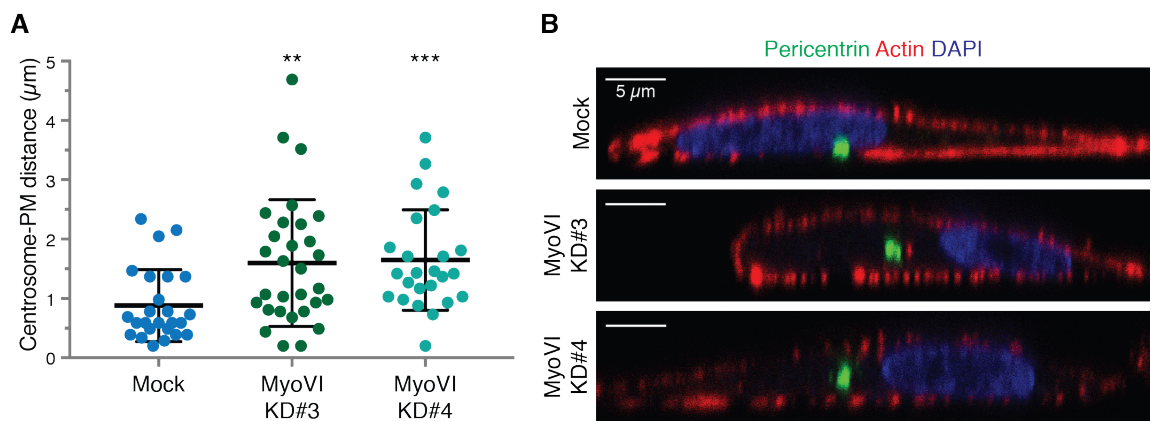 A
Centrosome-PM distance (µm)
5
4
3
2
1
0
**
***
Mock
MyoVI
KD#3
MyoVI
KD#4
B
Pericentrin Actin DAPI
Mock
5 µm
MyoVI
KD#3
MyoVI
KD#4